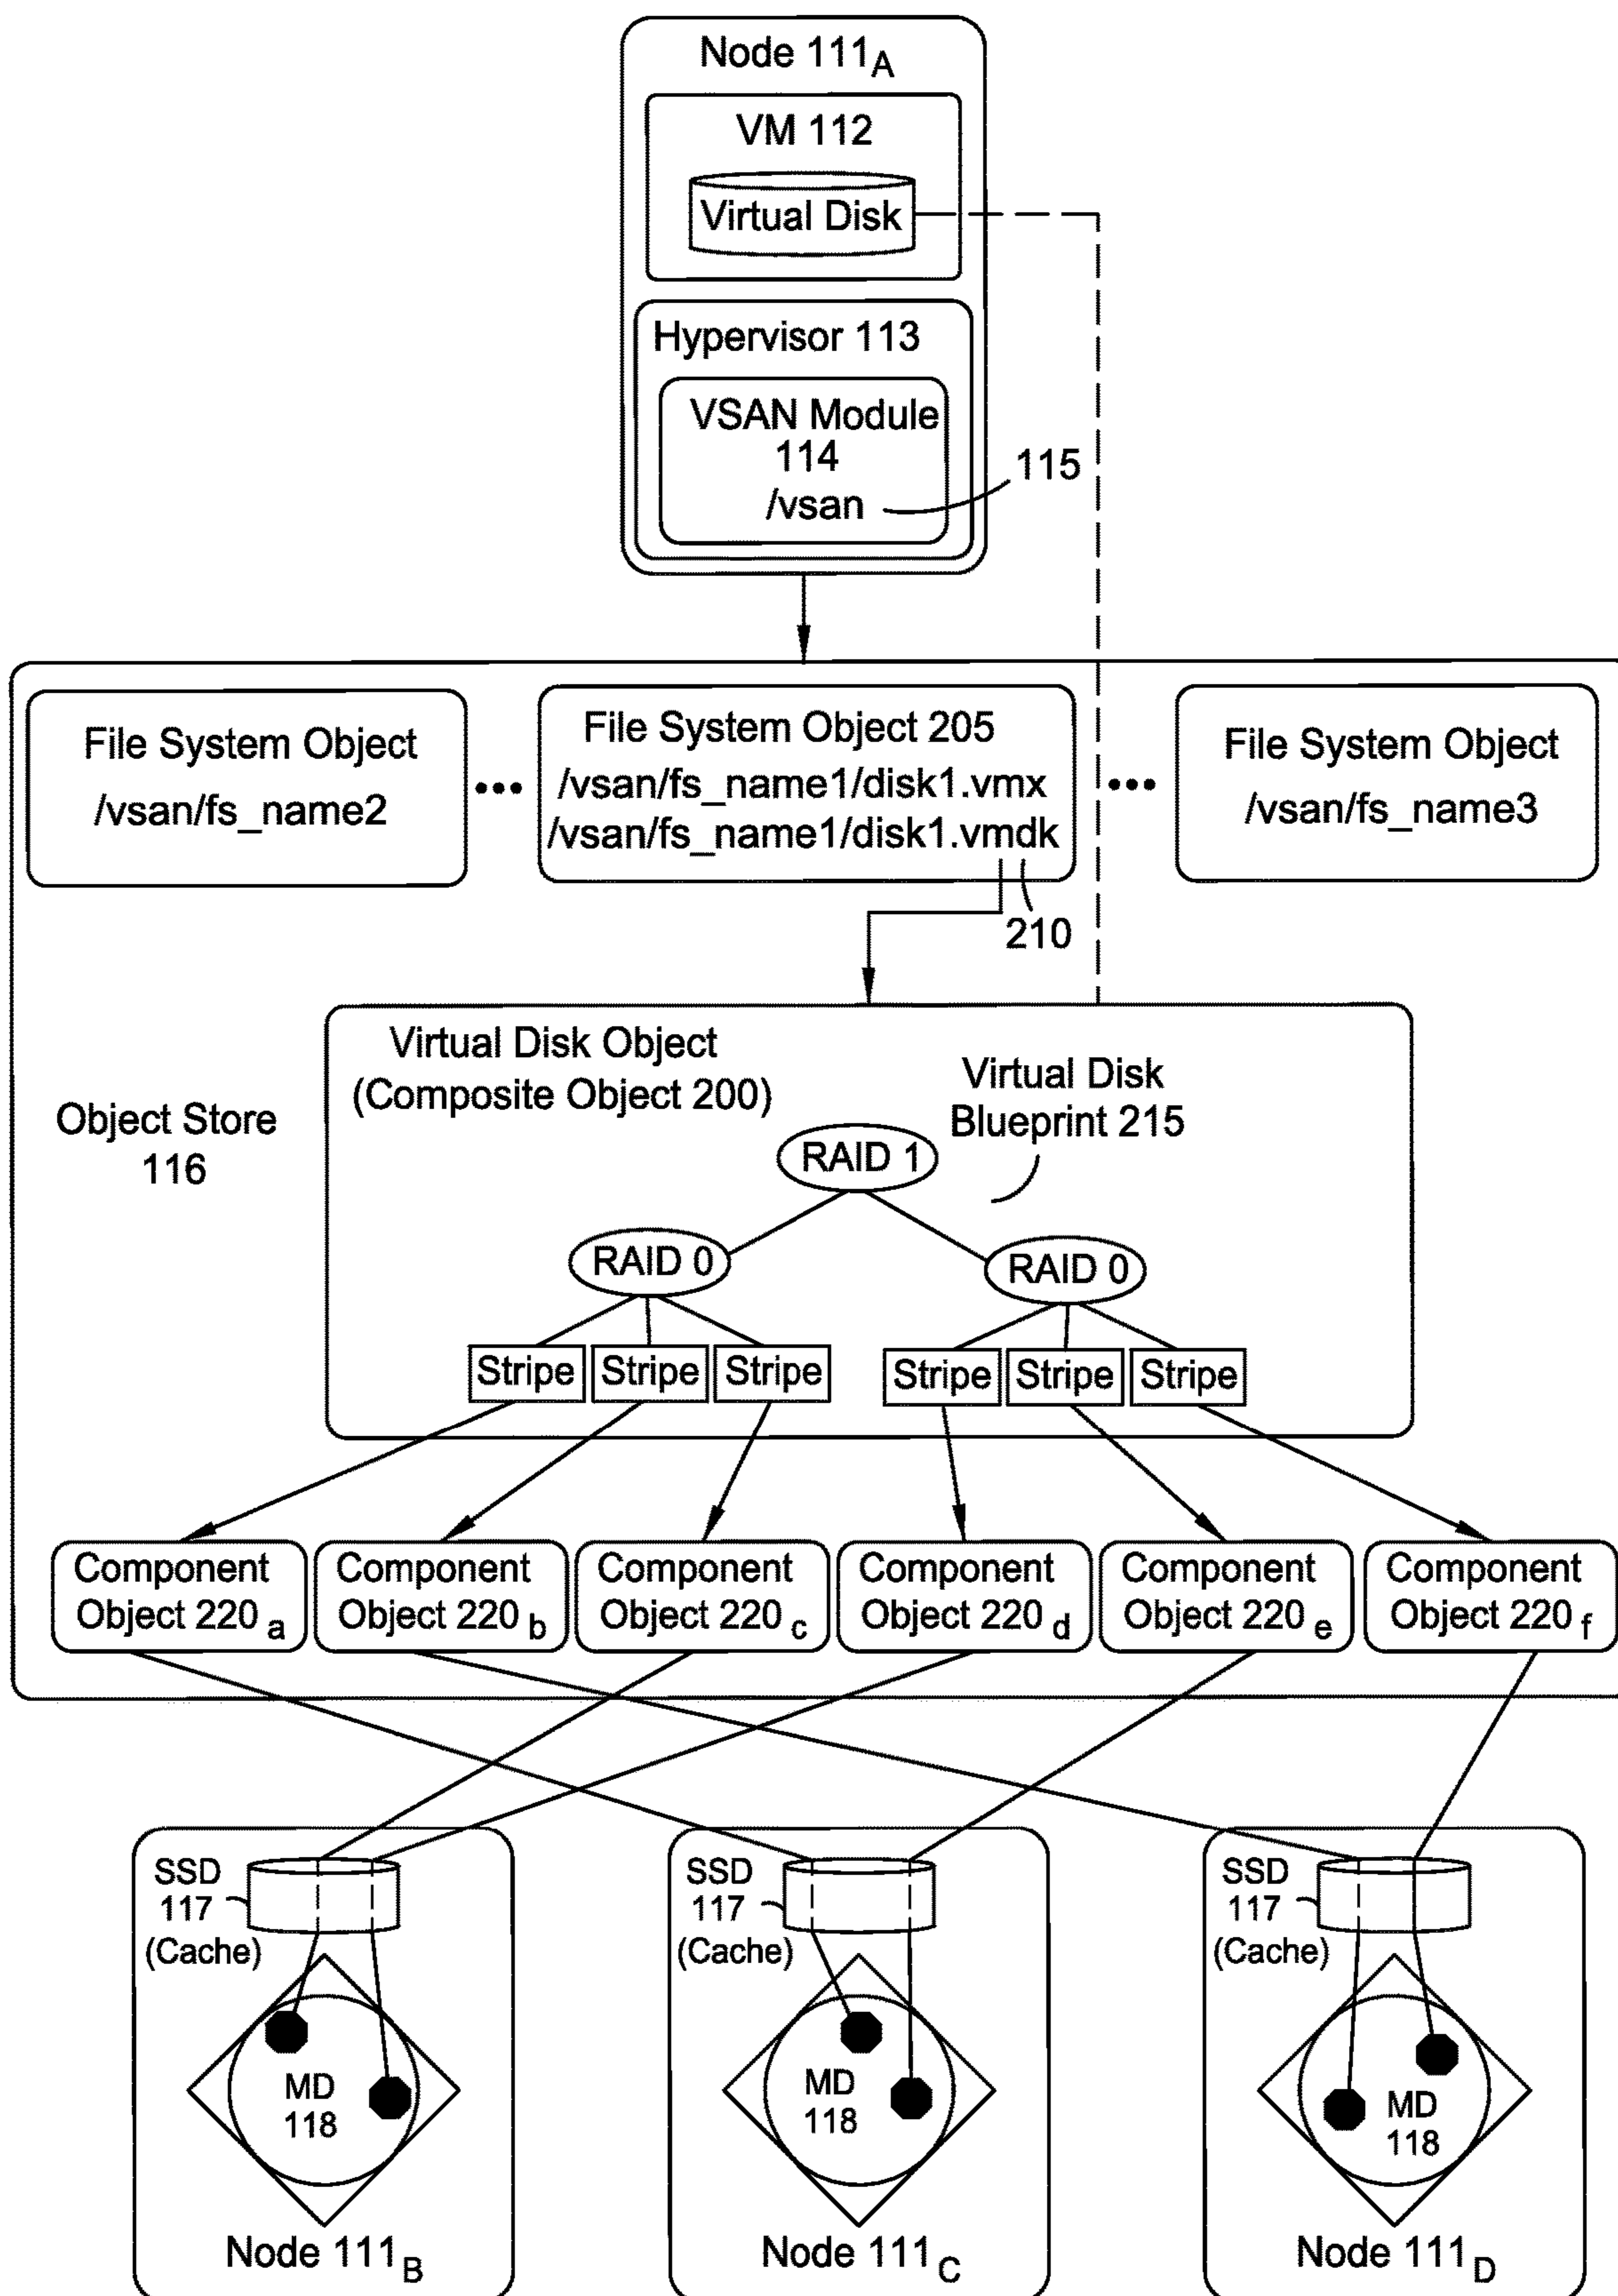 Node 111A
VM 112
Virtual Disk
Hypervisor 113
VSAN Module
114
/vsan
115
File System Object
/vsan/fs_name2
•••
File System Object 205
/vsan/fs_name1/disk1.vmx
/vsan/fs_name1/disk1.vmdk
•••
File System Object
/vsan/fs_name3
210
Virtual Disk Object
(Composite Object 200)
Virtual Disk
Blueprint 215
Object Store
116
RAID 1
RAID 0
RAID 0
Stripe
Stripe
Stripe
Stripe
Stripe
Stripe
Component
Object 220 a
Component
Object 220 b
Component
Object 220 c
Component
Object 220 d
Component
Object 220 e
Component
Object 220 f
SSD
117
(Cache)
MD
118
Node 111B
SSD
117
(Cache)
MD
118
Node 111C
SSD
117
(Cache)
MD
118
Node 111D